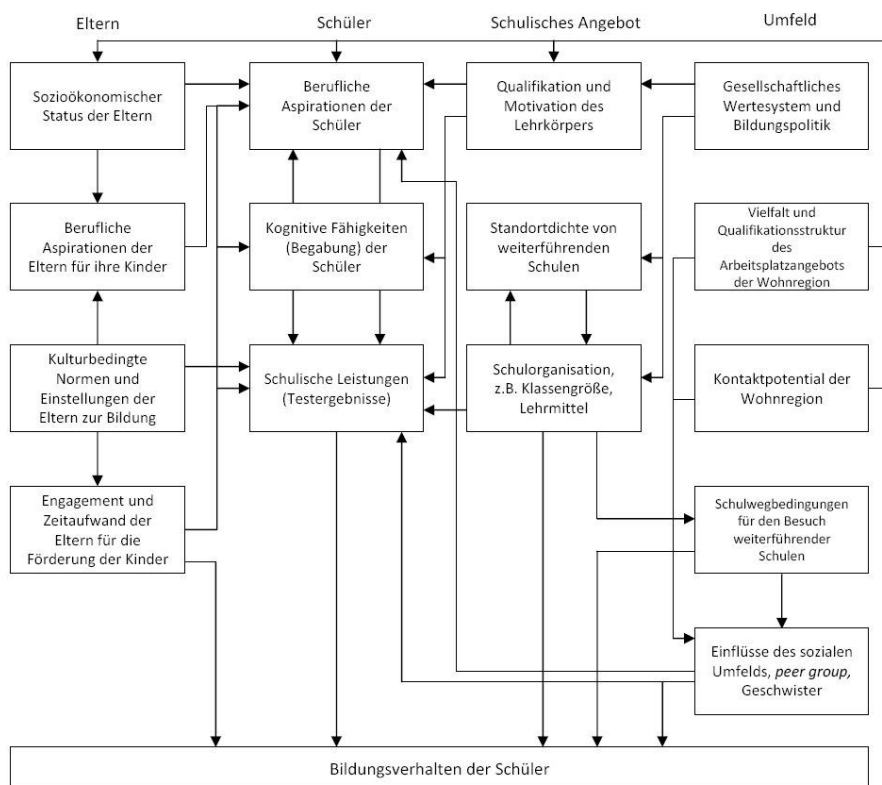 Eltern
Schüler
Schulisches Angebot
Umfeld
Sozioökonomischer
Status der Eltern
Berufliche
Aspirationen der
Schüler
Qualifikation und
Motivation des
Lehrkörpers
Gesellschaftliches
Wertesystem und
Bildungspolitik
Berufliche
Aspirationen der
Eltern für ihre Kinder
Kognitive Fähigkeiten
(Begabung) der
Schüler
Standortdichte von
weiterführenden
Schulen
Vielfalt und
Qualifikationsstruktur
des
Arbeitsplatzangebots
der Wohnregion
Kulturbedingte
Normen und
Einstellungen der
Eltern zur Bildung
Schulische Leistungen
(Testergebnisse)
Schulorganisation,
z.B. Klassengröße,
Lehrmittel
Kontaktpotential der
Wohnregion
Engagement und
Zeitaufwand der
Eltern für die
Förderung der Kinder
Schulwegbedingungen
für den Besuch
weiterführender
Schulen
Einflüsse des sozialen
Umfelds, peer group,
Geschwister
Bildungsverhalten der Schüler